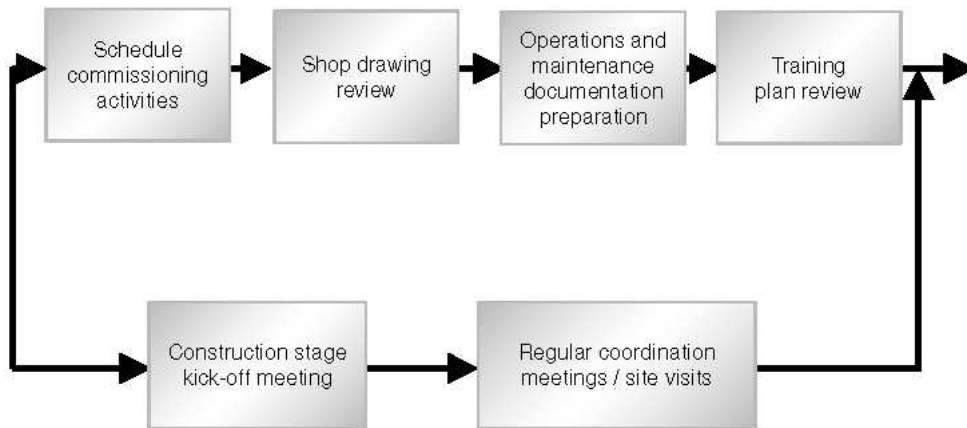 Schedule
commissioning
activities
Shop drawing
review
Operations and
maintenance
documentation
preparation
Training
plan review
Construction stage
kick-off meeting
Regular coordination
meetings / site visits